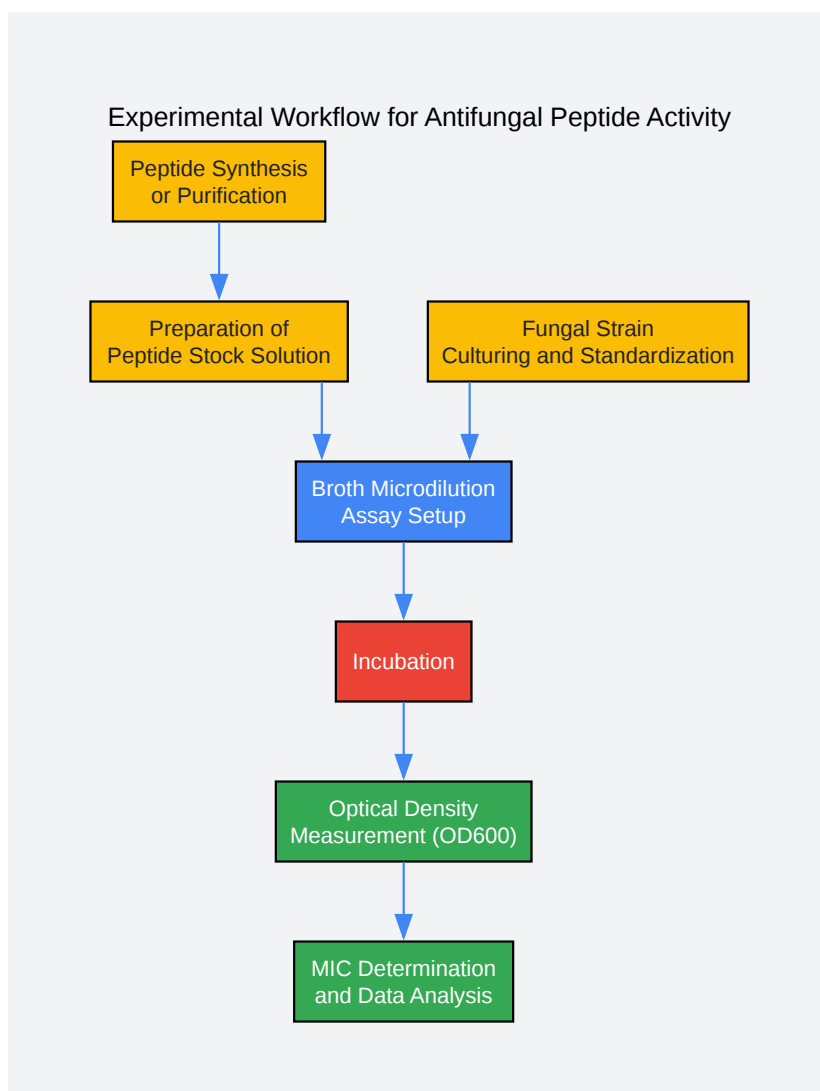 Experimental Workflow for Antifungal Peptide Activity
Peptide Synthesis
or Purification
Preparation of
Peptide Stock Solution
Fungal Strain
Culturing and Standardization
Broth Microdilution
Assay Setup
Incubation
Optical Density
Measurement (OD600)
MIC Determination
and Data Analysis